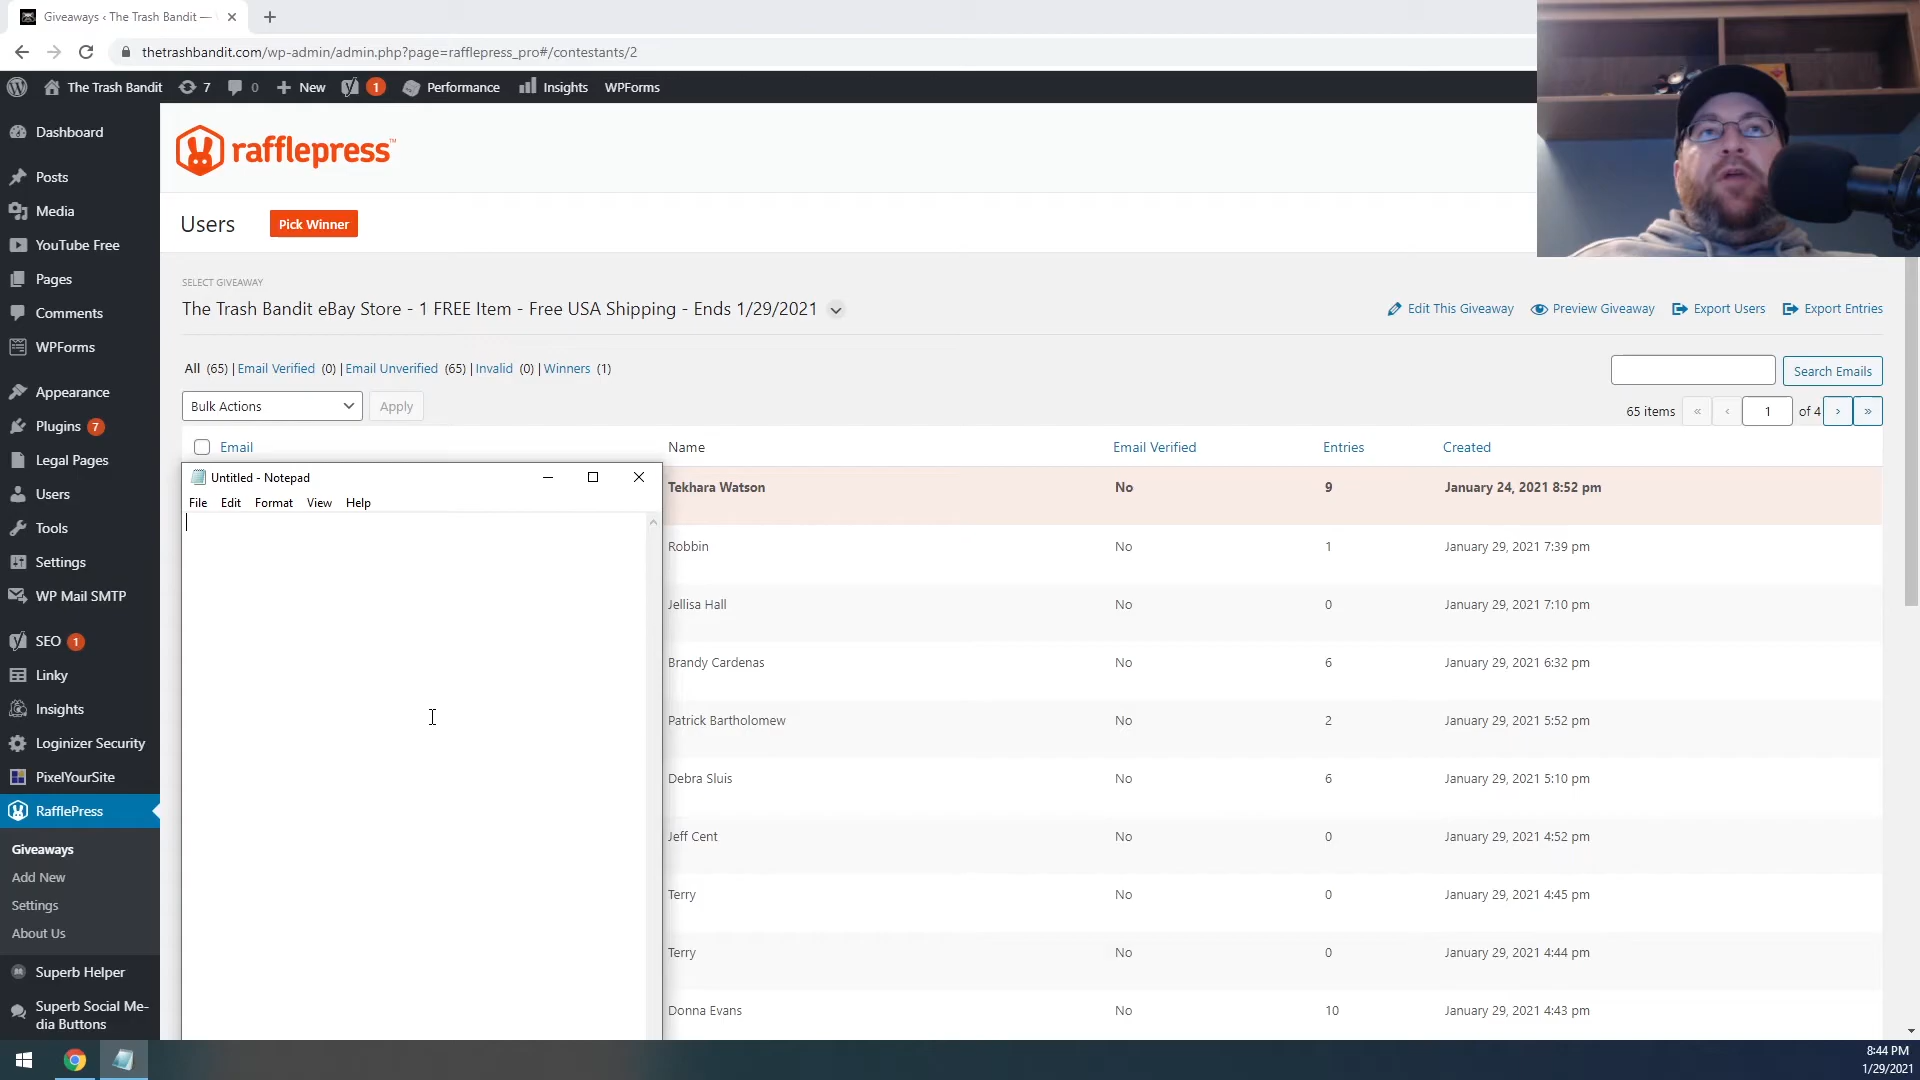 Giveaways ‹ The Trash Bandit —
thetrashbandit.com/wp-admin/admin.php?page=rafflepress_pro#/contestants/2
The Trash Bandit 7 0 New 1 Performance Insights WPForms
Dashboard
Posts
Media
YouTube Free
Pages
Comments
WPForms
Appearance
Plugins 7
Legal Pages
Users
Tools
Settings
WP Mail SMTP
SEO 1
Linky
Insights
Loginizer Security
PixelYourSite
RafflePress
Giveaways
Add New
Settings
About Us
Superb Helper
Superb Social Me-
dia Buttons
rafflepress™
Users Pick Winner
SELECT GIVEAWAY
The Trash Bandit eBay Store - 1 FREE Item - Free USA Shipping - Ends 1/29/2021
Edit This Giveaway Preview Giveaway Export Users Export Entries
All (65) | Email Verified (0) | Email Unverified (65) | Invalid (0) | Winners (1)
Search Emails
Bulk Actions Apply
65 items « ‹ 1 of 4 › »
Email Name Email Verified Entries Created
Untitled - Notepad
File Edit Format View Help
Tekhara Watson No 9 January 24, 2021 8:52 pm
Robbin No 1 January 29, 2021 7:39 pm
Jellisa Hall No 0 January 29, 2021 7:10 pm
Brandy Cardenas No 6 January 29, 2021 6:32 pm
Patrick Bartholomew No 2 January 29, 2021 5:52 pm
Debra Sluis No 6 January 29, 2021 5:10 pm
Jeff Cent No 0 January 29, 2021 4:52 pm
Terry No 0 January 29, 2021 4:45 pm
Terry No 0 January 29, 2021 4:44 pm
Donna Evans No 10 January 29, 2021 4:43 pm
8:44 PM
1/29/2021